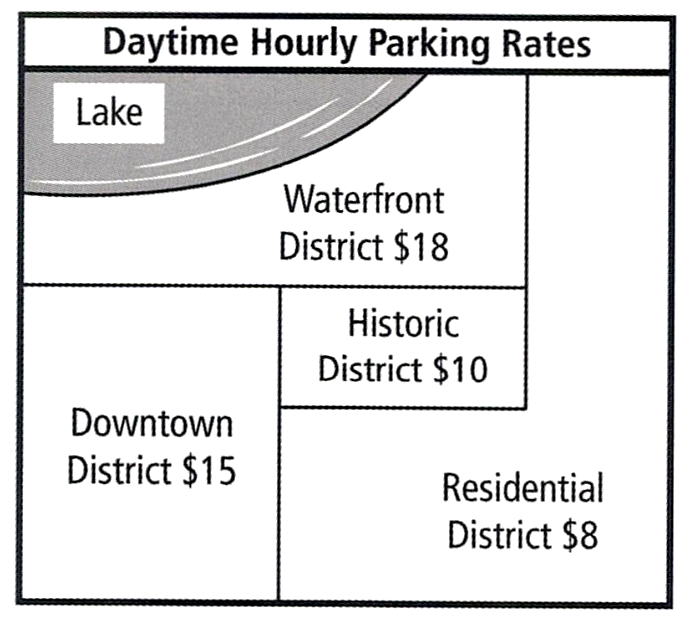 Daytime Hourly Parking Rates
Lake
Waterfront
District $18
Historic
District $10
Downtown
District $15
Residential
District $8